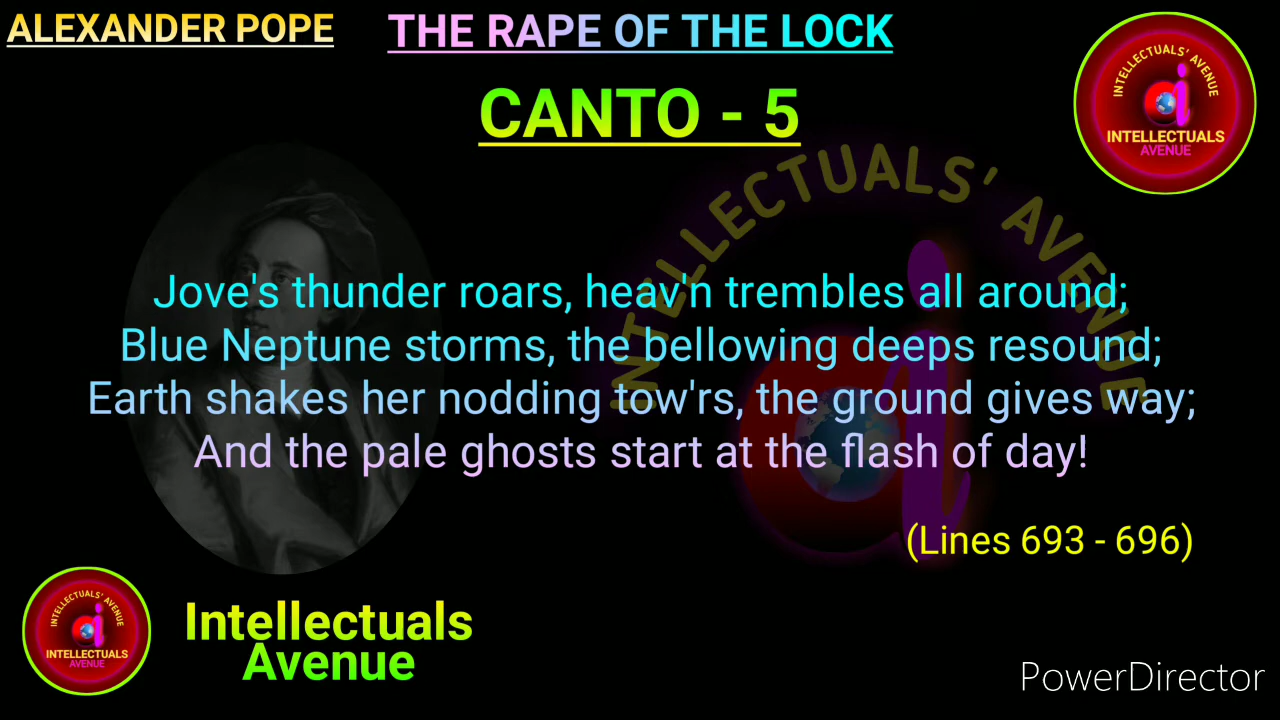 ALEXANDER POPE
THE RAPE OF THE LOCK
CANTO - 5
INTELLECTUALS' AVENUE
i
INTELLECTUALS
AVENUE
INTELLECTUALS' AVENUE
i
Jove's thunder roars, heav'n trembles all around;
Blue Neptune storms, the bellowing deeps resound;
Earth shakes her nodding tow'rs, the ground gives way;
And the pale ghosts start at the flash of day!
(Lines 693 - 696)
INTELLECTUALS' AVENUE
i
INTELLECTUALS
AVENUE
Intellectuals
Avenue
PowerDirector